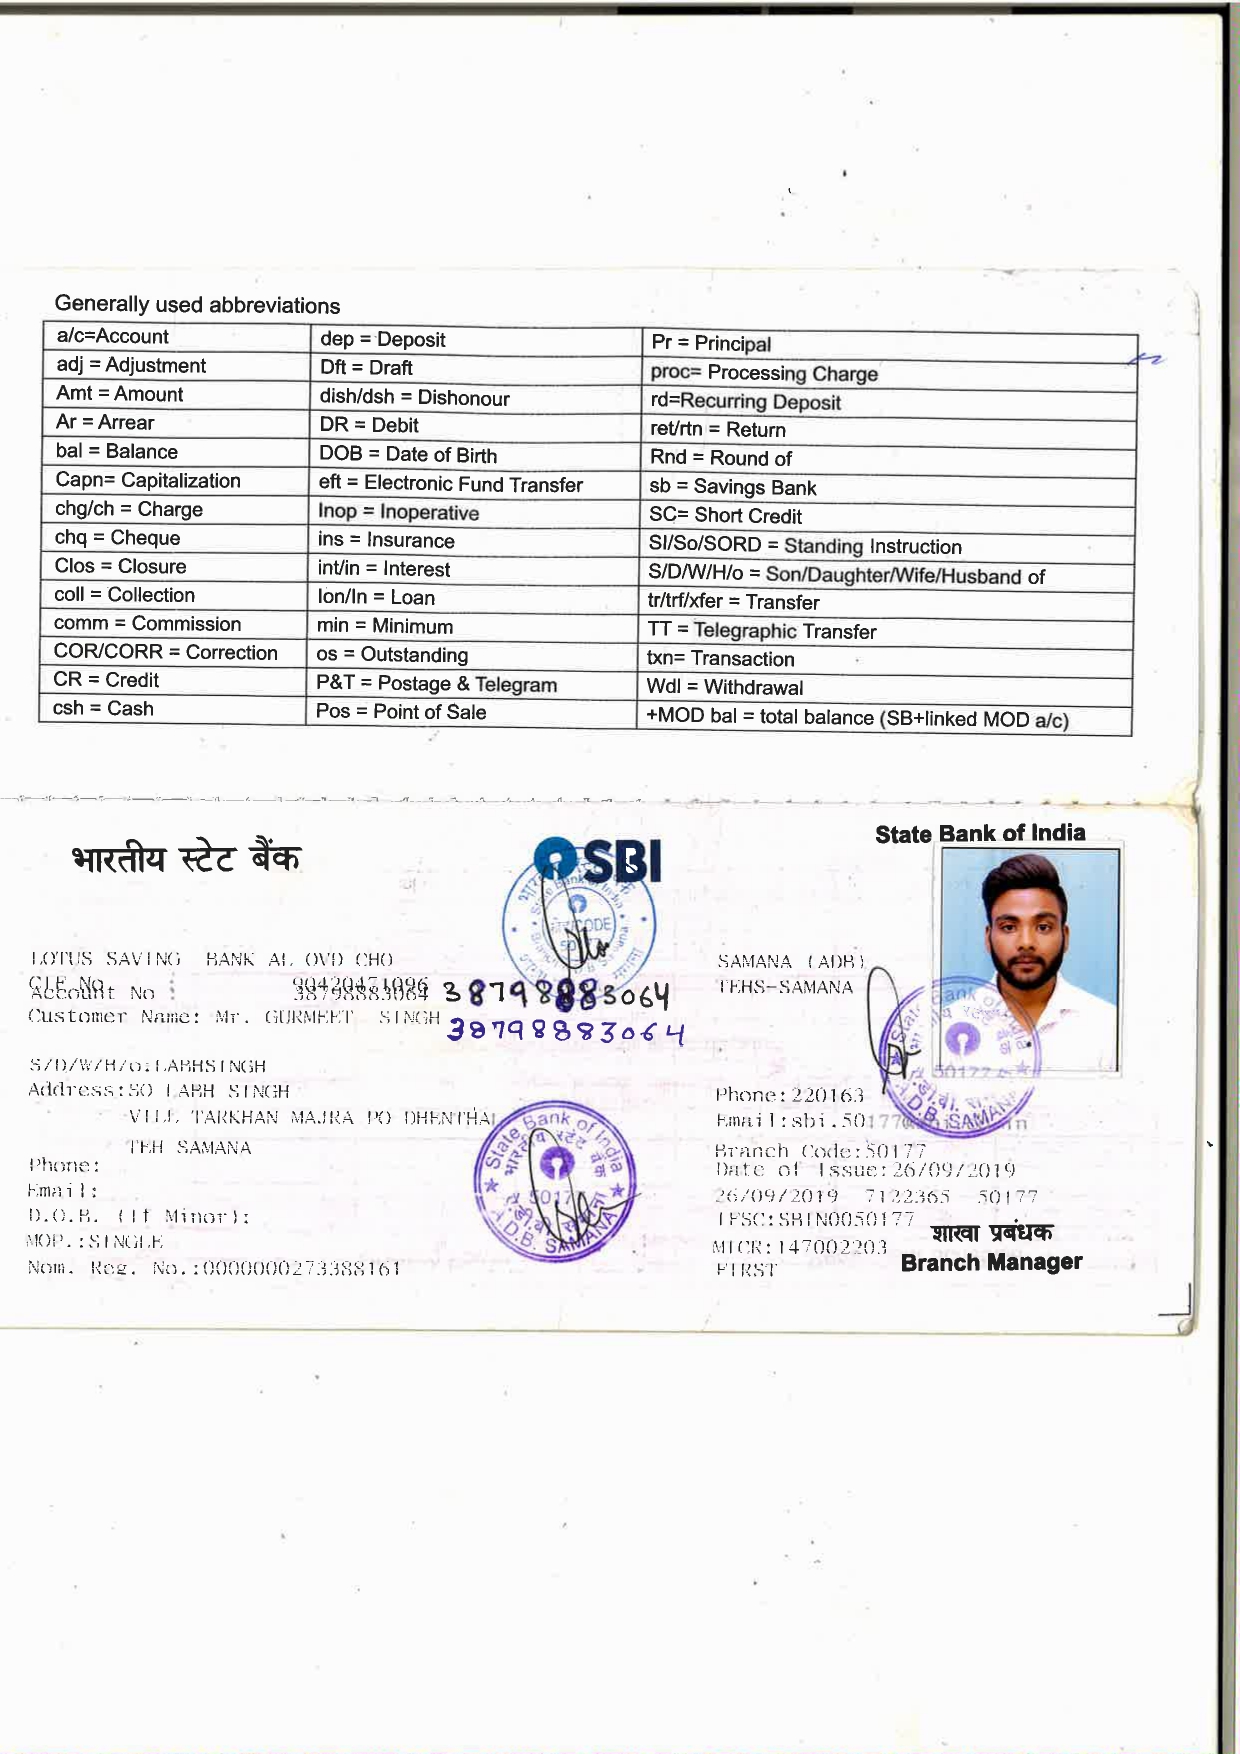 Generally used abbreviations
a/c=Account dep = Deposit Pr = Principal
adj = Adjustment Dft = Draft proc= Processing Charge
Amt = Amount dish/dsh = Dishonour rd=Recurring Deposit
Ar = Arrear DR = Debit ret/rtn = Return
bal = Balance DOB = Date of Birth Rnd = Round of
Capn= Capitalization eft = Electronic Fund Transfer sb = Savings Bank
chg/ch = Charge Inop = Inoperative SC= Short Credit
chq = Cheque ins = Insurance SI/So/SORD = Standing Instruction
Clos = Closure int/in = Interest S/D/W/H/o = Son/Daughter/Wife/Husband of
coll = Collection lon/ln = Loan tr/trf/xfer = Transfer
comm = Commission min = Minimum TT = Telegraphic Transfer
COR/CORR = Correction os = Outstanding txn= Transaction
CR = Credit P&T = Postage & Telegram Wdl = Withdrawal
csh = Cash Pos = Point of Sale +MOD bal = total balance (SB+linked MOD a/c)
भारतीय स्टेट बैंक SBI State Bank of India
LOTUS SAVING BANK AL OVD CHO SAMANA (ADB)
Account No : 38798883064 TEHS-SAMANA
Customer Name: Mr. GURMEET SINGH 38798883064
S/D/W/H/o:LABHSINGH
Address:SO LABH SINGH Phone:220163
VILL TARKHAN MAJRA PO DHENTHAL Email:sbi.50177
TEH SAMANA Branch Code:50177
Phone: Date of Issue:26/09/2019
Email: 26/09/2019 7122365 50177
D.O.B. (If Minor): IFSC:SBIN0050177 शाखा प्रबंधक
MOP.:SINGLE MICR:147002203 Branch Manager
Nom. Reg. No.:0000000273388161 FIRST
State Bank of India
भारतीय स्टेट बैंक
A.D.B. SAMANA